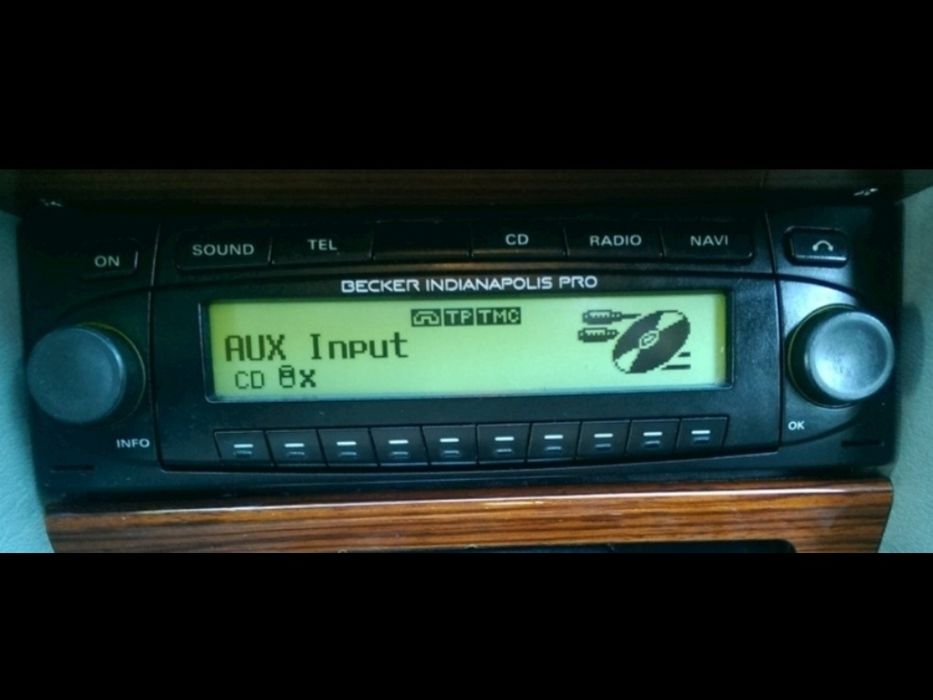 ON SOUND TEL CD RADIO NAVI
BECKER INDIANAPOLIS PRO
TP TMC
AUX Input
CD x
INFO OK